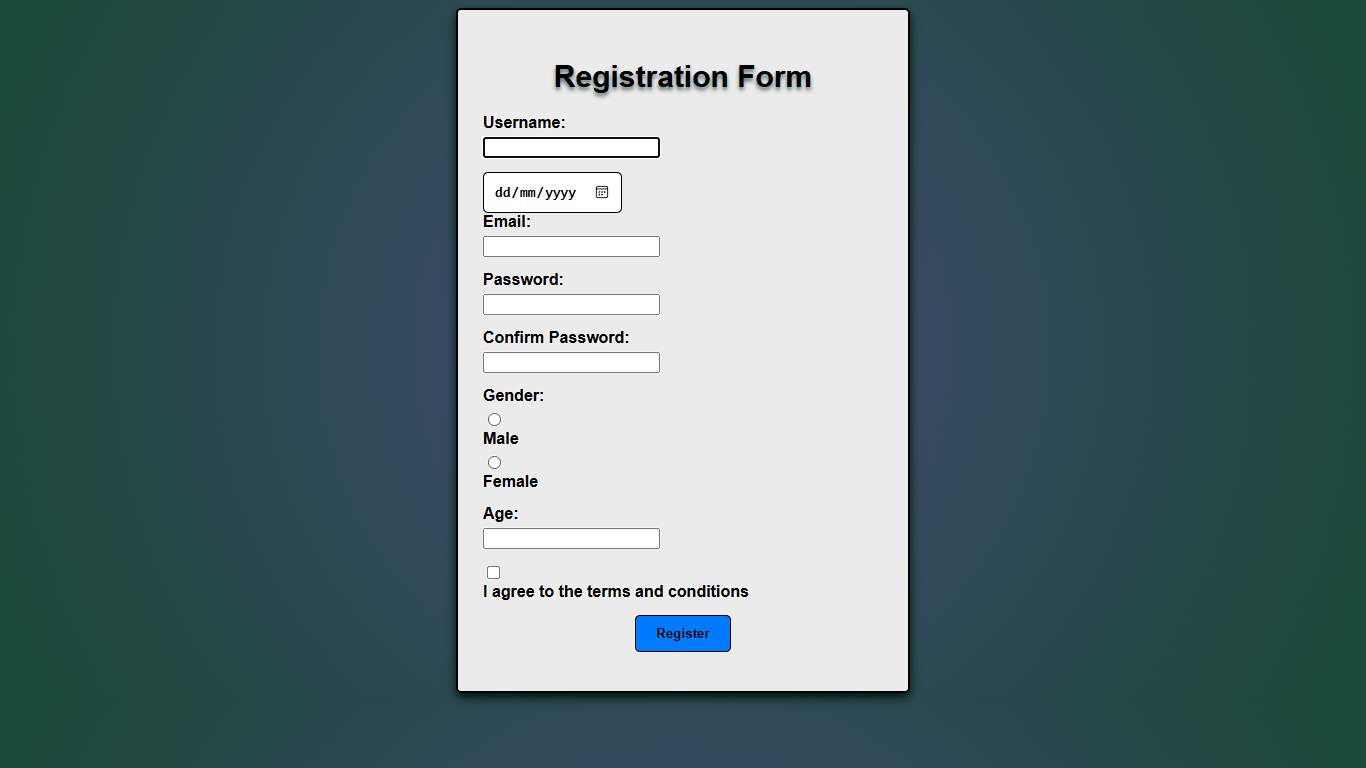 Registration Form
Username:
dd/mm/yyyy
Email:
Password:
Confirm Password:
Gender:
Male
Female
Age:
I agree to the terms and conditions
Register